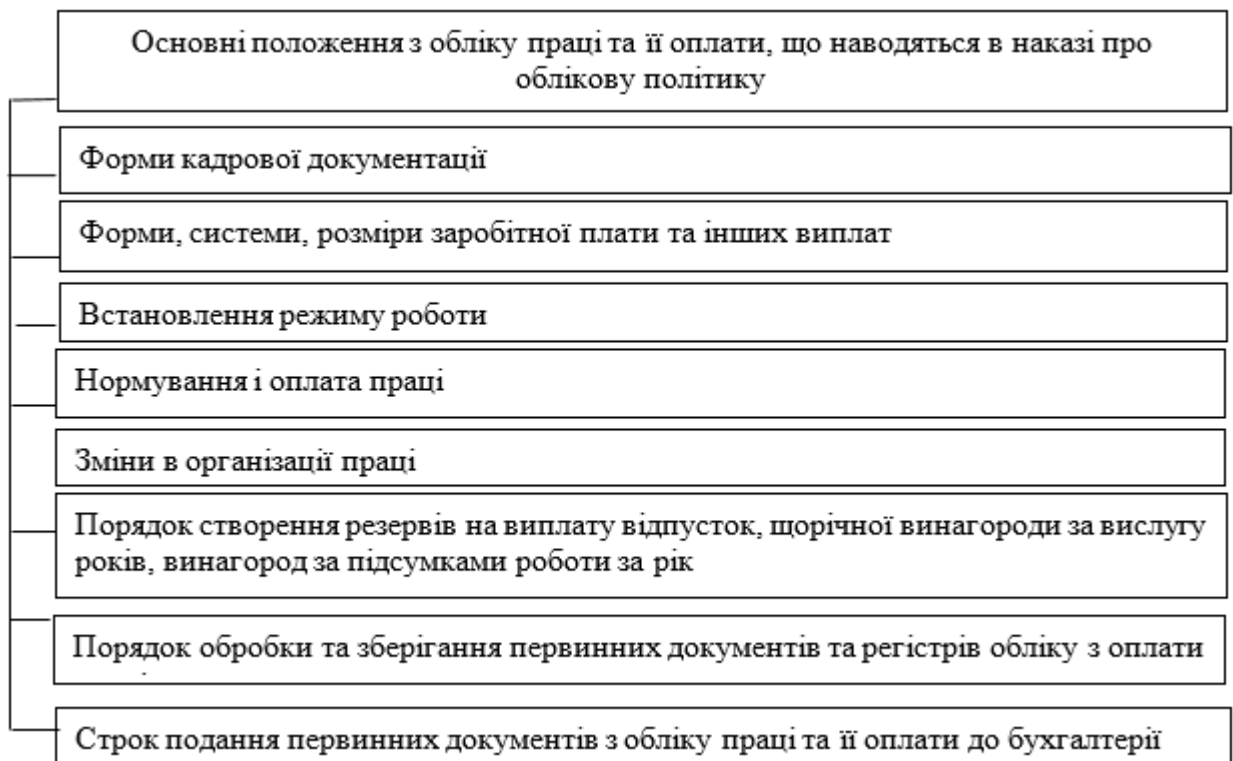 Основні положення з обліку праці та її оплати, що наводяться в наказі про
облікову політику
Форми кадрової документації
Форми, системи, розміри заробітної плати та інших виплат
Встановлення режиму роботи
Нормування і оплата праці
Зміни в організації праці
Порядок створення резервів на виплату відпусток, щорічної винагороди за вислугу
років, винагород за підсумками роботи за рік
Порядок обробки та зберігання первинних документів та регістрів обліку з оплати
Строк подання первинних документів з обліку праці та її оплати до бухгалтерії